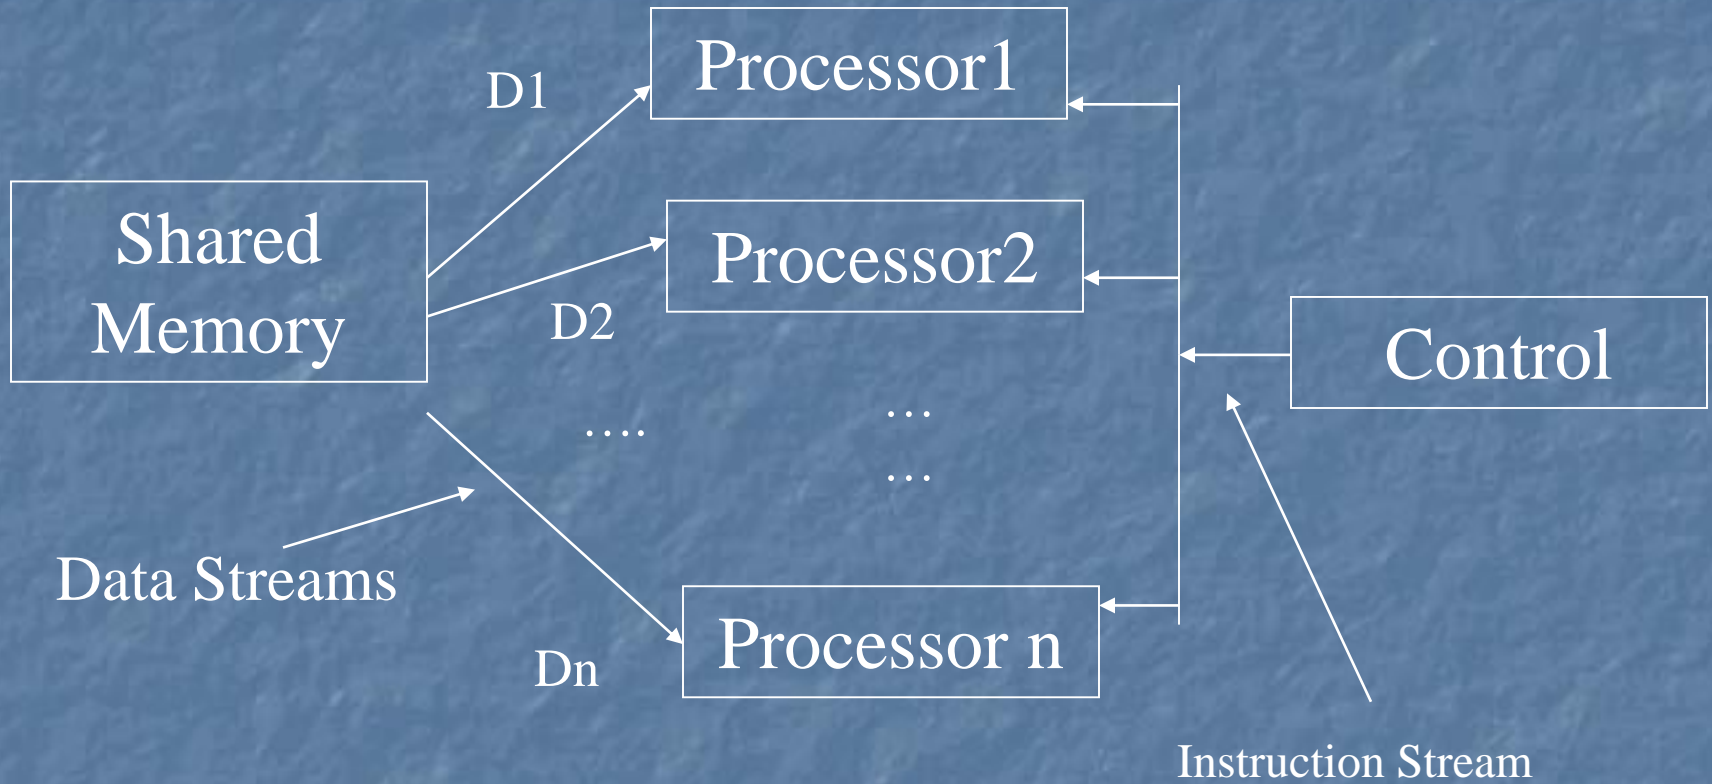 Processor1
D1
Shared
Memory
Processor2
D2
Control
…
….
…
Data Streams
Processor n
Dn
Instruction Stream